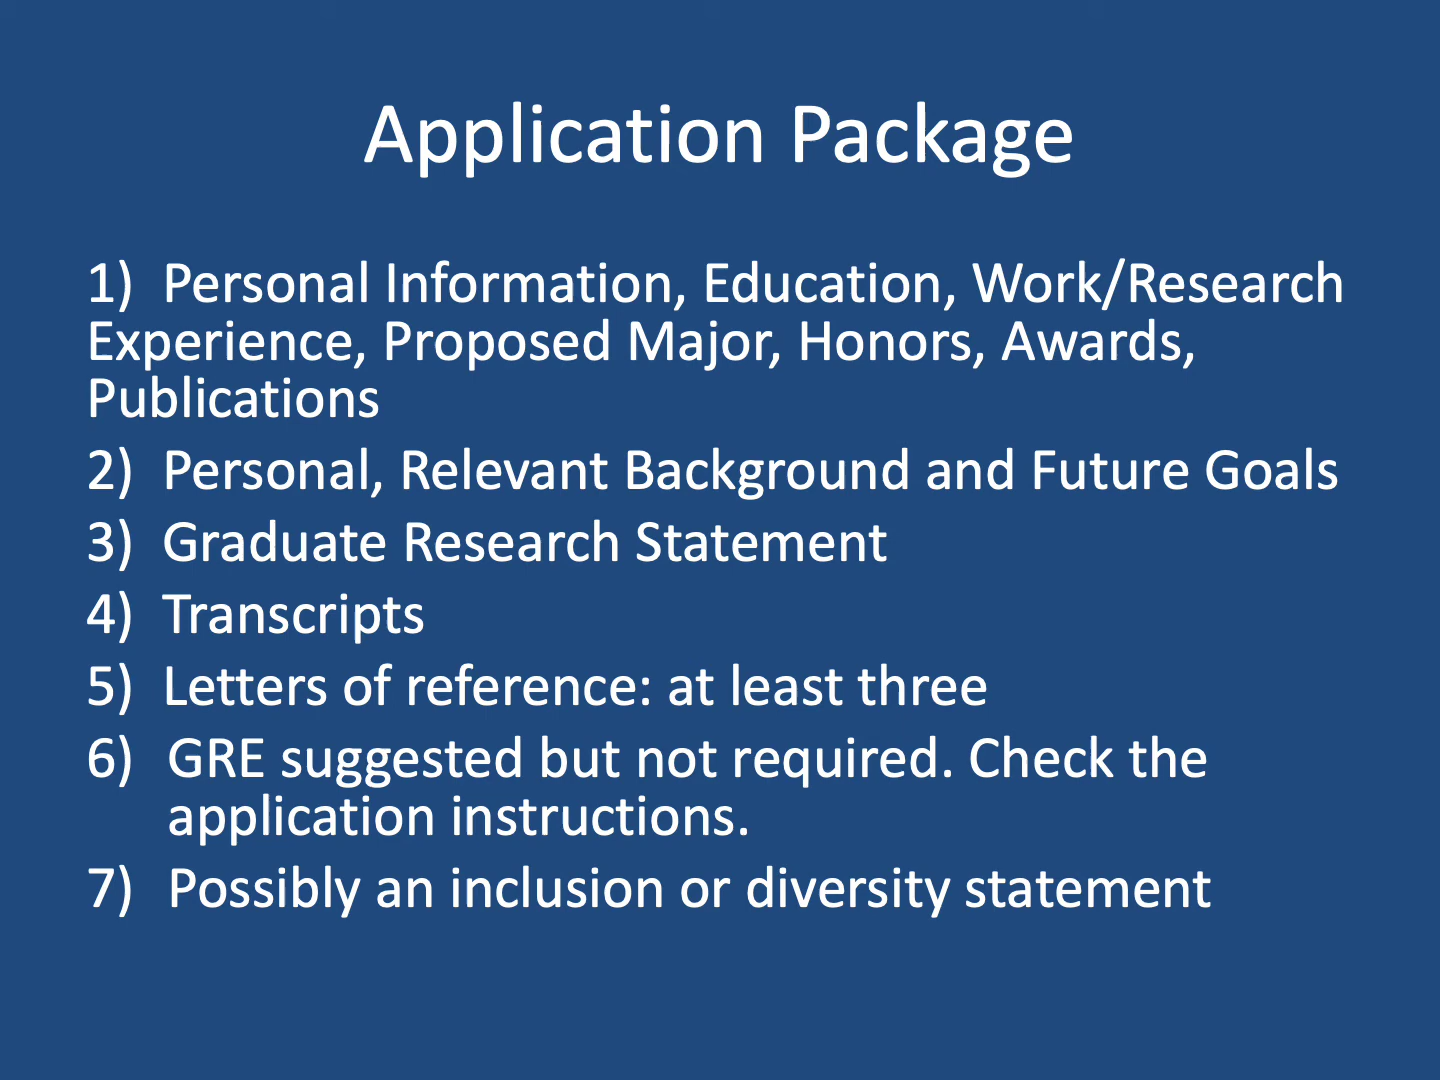 Application Package
1) Personal Information, Education, Work/Research
Experience, Proposed Major, Honors, Awards,
Publications
2) Personal, Relevant Background and Future Goals
3) Graduate Research Statement
4) Transcripts
5) Letters of reference: at least three
6) GRE suggested but not required. Check the
application instructions.
7) Possibly an inclusion or diversity statement